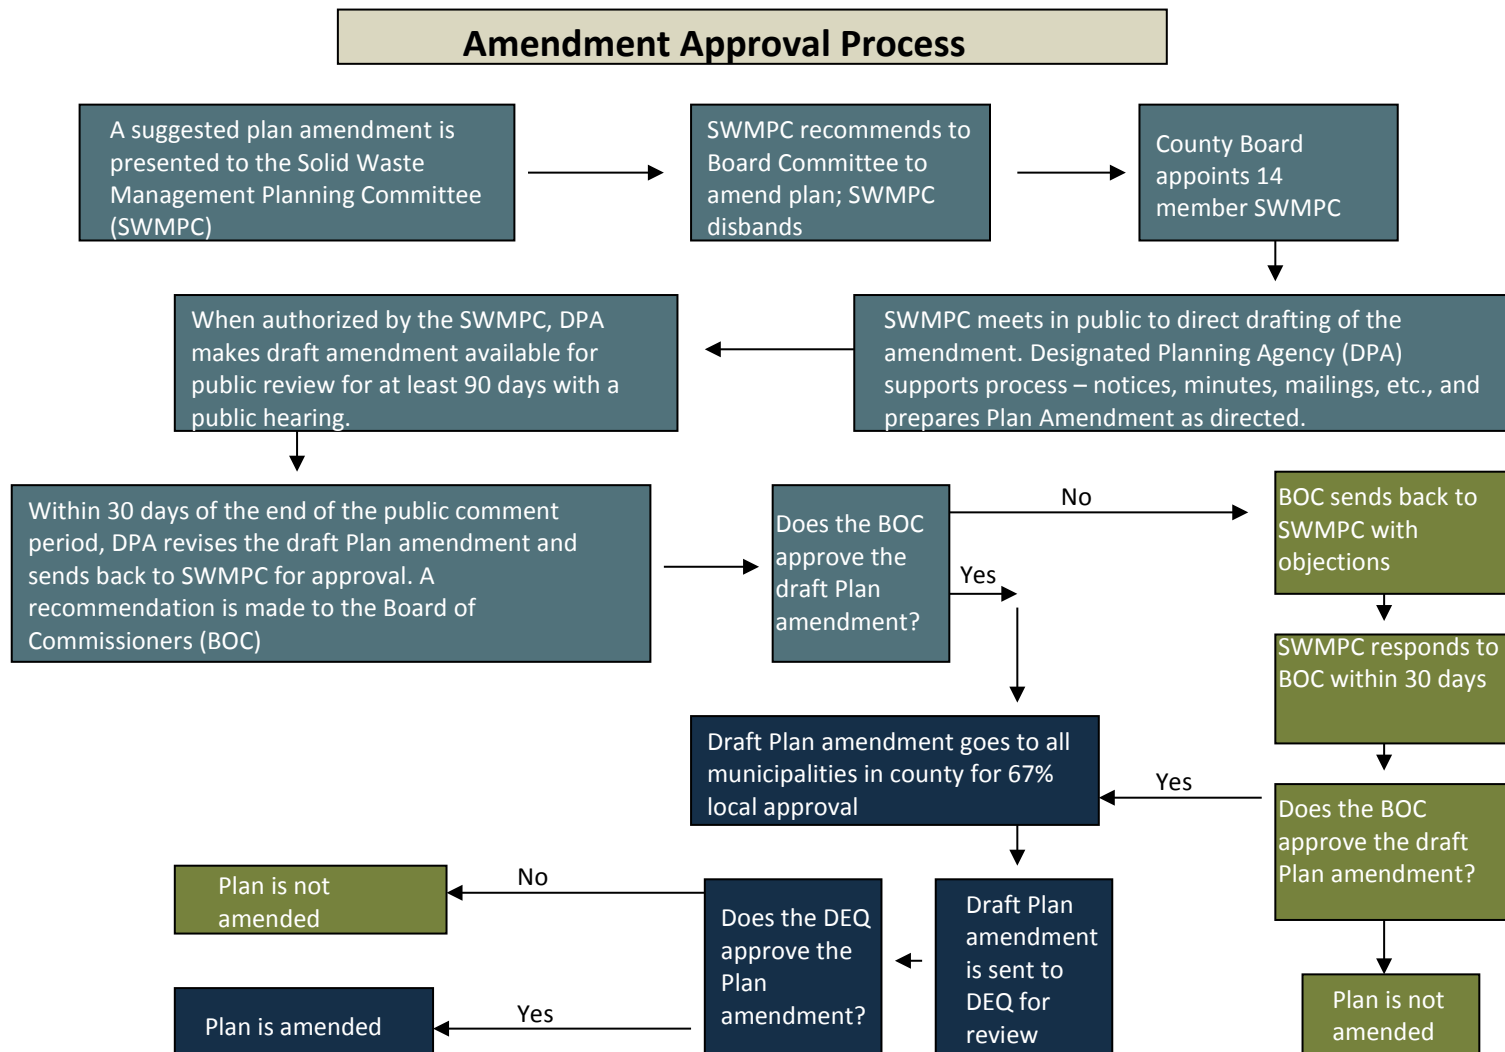 Amendment Approval Process
A suggested plan amendment is
presented to the Solid Waste
Management Planning Committee
(SWMPC)
SWMPC recommends to
Board Committee to
amend plan; SWMPC
disbands
County Board
appoints 14
member SWMPC
SWMPC meets in public to direct drafting of the
amendment. Designated Planning Agency (DPA)
supports process – notices, minutes, mailings, etc., and
prepares Plan Amendment as directed.
When authorized by the SWMPC, DPA
makes draft amendment available for
public review for at least 90 days with a
public hearing.
Within 30 days of the end of the public comment
period, DPA revises the draft Plan amendment and
sends back to SWMPC for approval. A
recommendation is made to the Board of
Commissioners (BOC)
Does the BOC
approve the
draft Plan
amendment?
No
Yes
BOC sends back to
SWMPC with
objections
SWMPC responds to
BOC within 30 days
Does the BOC
approve the draft
Plan amendment?
Yes
Plan is not
amended
Draft Plan amendment goes to all
municipalities in county for 67%
local approval
Draft Plan
amendment
is sent to
DEQ for
review
Does the DEQ
approve the
Plan
amendment?
No
Plan is not
amended
Yes
Plan is amended